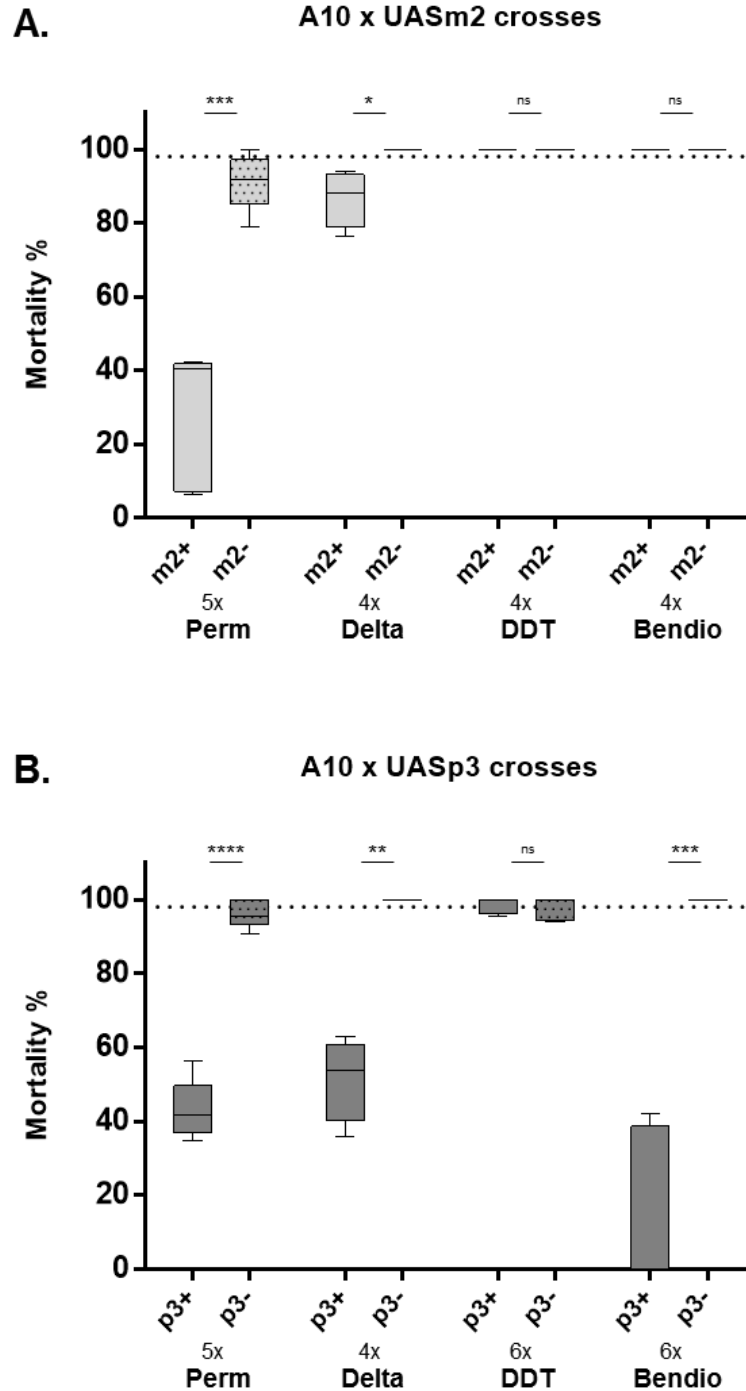 A.
A10 x UASm2 crosses
*** * ns ns
100
80
60
40
20
0
Mortality %
m2+ m2- m2+ m2- m2+ m2- m2+ m2-
5x 4x 4x 4x
Perm Delta DDT Bendio
B.
A10 x UASp3 crosses
**** ** ns ***
100
80
60
40
20
0
Mortality %
p3+ p3- p3+ p3- p3+ p3- p3+ p3-
5x 4x 6x 6x
Perm Delta DDT Bendio